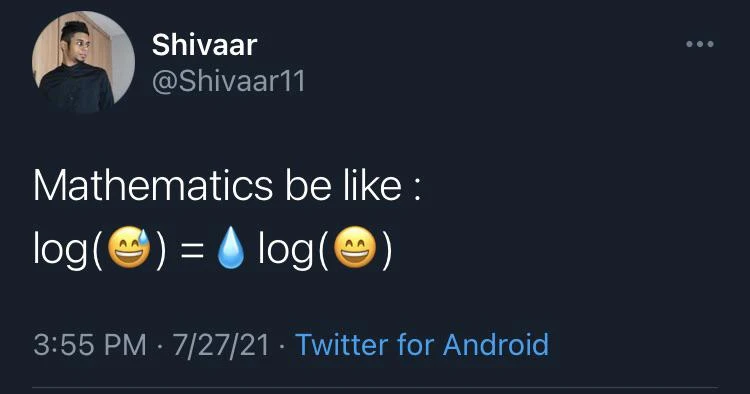 Shivaar
@Shivaar11
Mathematics be like :
log(😅) = 💧 log(😄)
3:55 PM · 7/27/21 · Twitter for Android